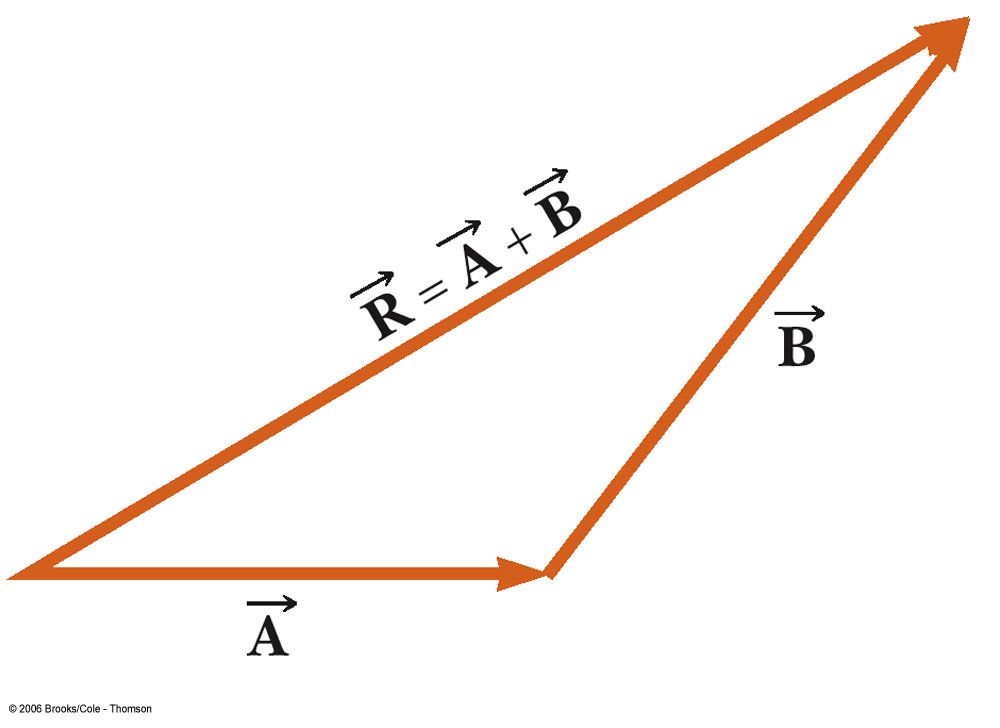 R⃗ = A⃗ + B⃗
B⃗
A⃗
© 2006 Brooks/Cole - Thomson